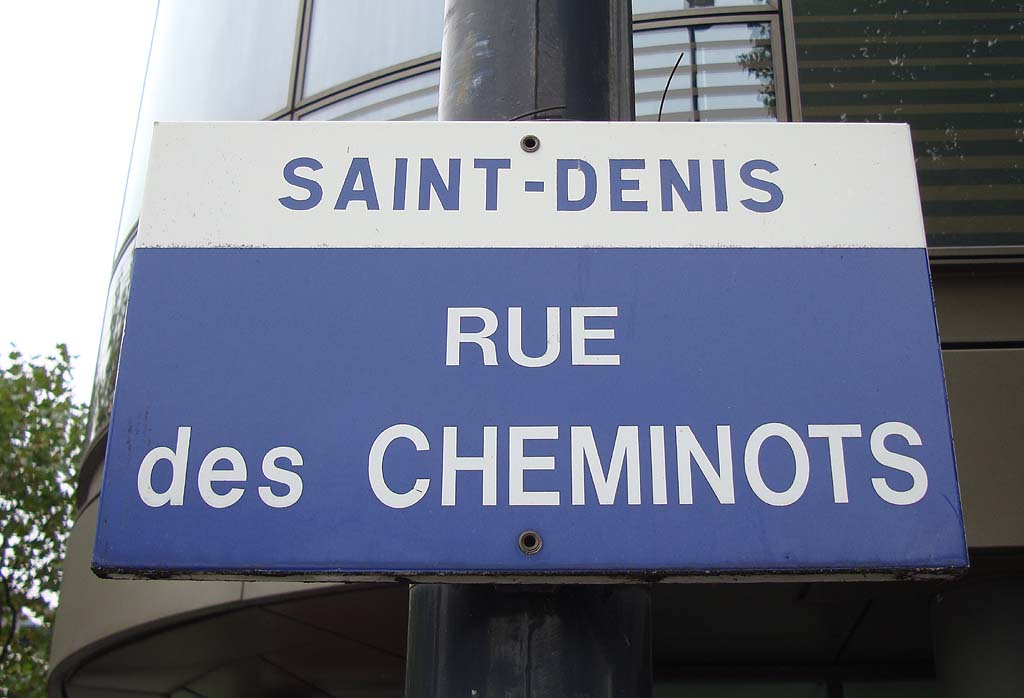 SAINT-DENIS
RUE
des CHEMINOTS